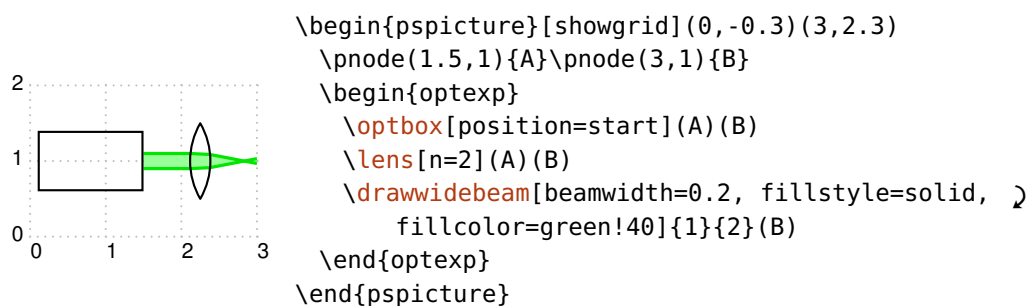 2
1
0
0 1 2 3
\begin{pspicture}[showgrid](0,-0.3)(3,2.3)
  \pnode(1.5,1){A}\pnode(3,1){B}
  \begin{optexp}
    \optbox[position=start](A)(B)
    \lens[n=2](A)(B)
    \drawwidebeam[beamwidth=0.2, fillstyle=solid,
        fillcolor=green!40]{1}{2}(B)
  \end{optexp}
\end{pspicture}